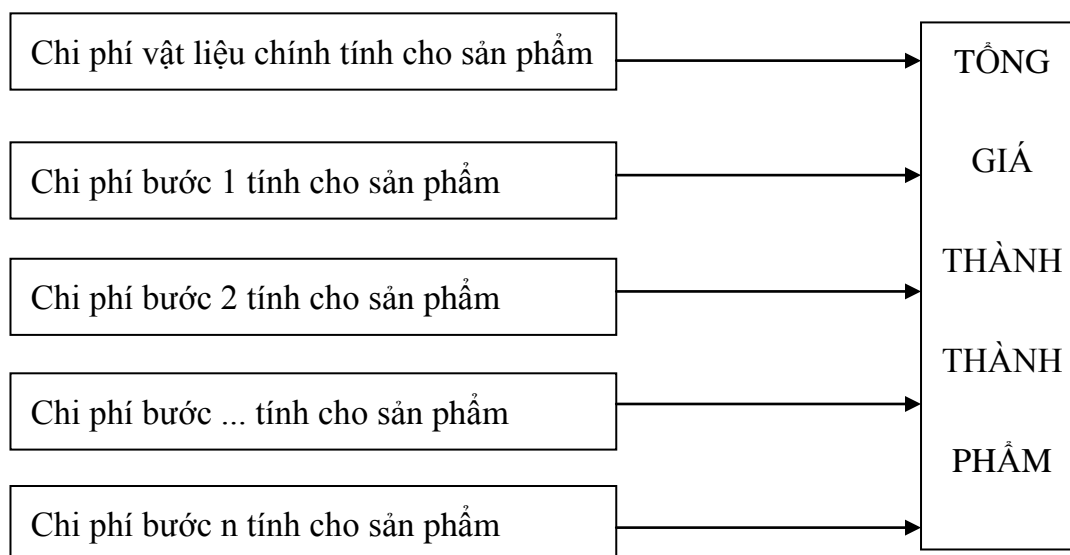 Chi phí vật liệu chính tính cho sản phẩm
Chi phí bước 1 tính cho sản phẩm
Chi phí bước 2 tính cho sản phẩm
Chi phí bước ... tính cho sản phẩm
Chi phí bước n tính cho sản phẩm
TỔNG
GIÁ
THÀNH
THÀNH
PHẨM